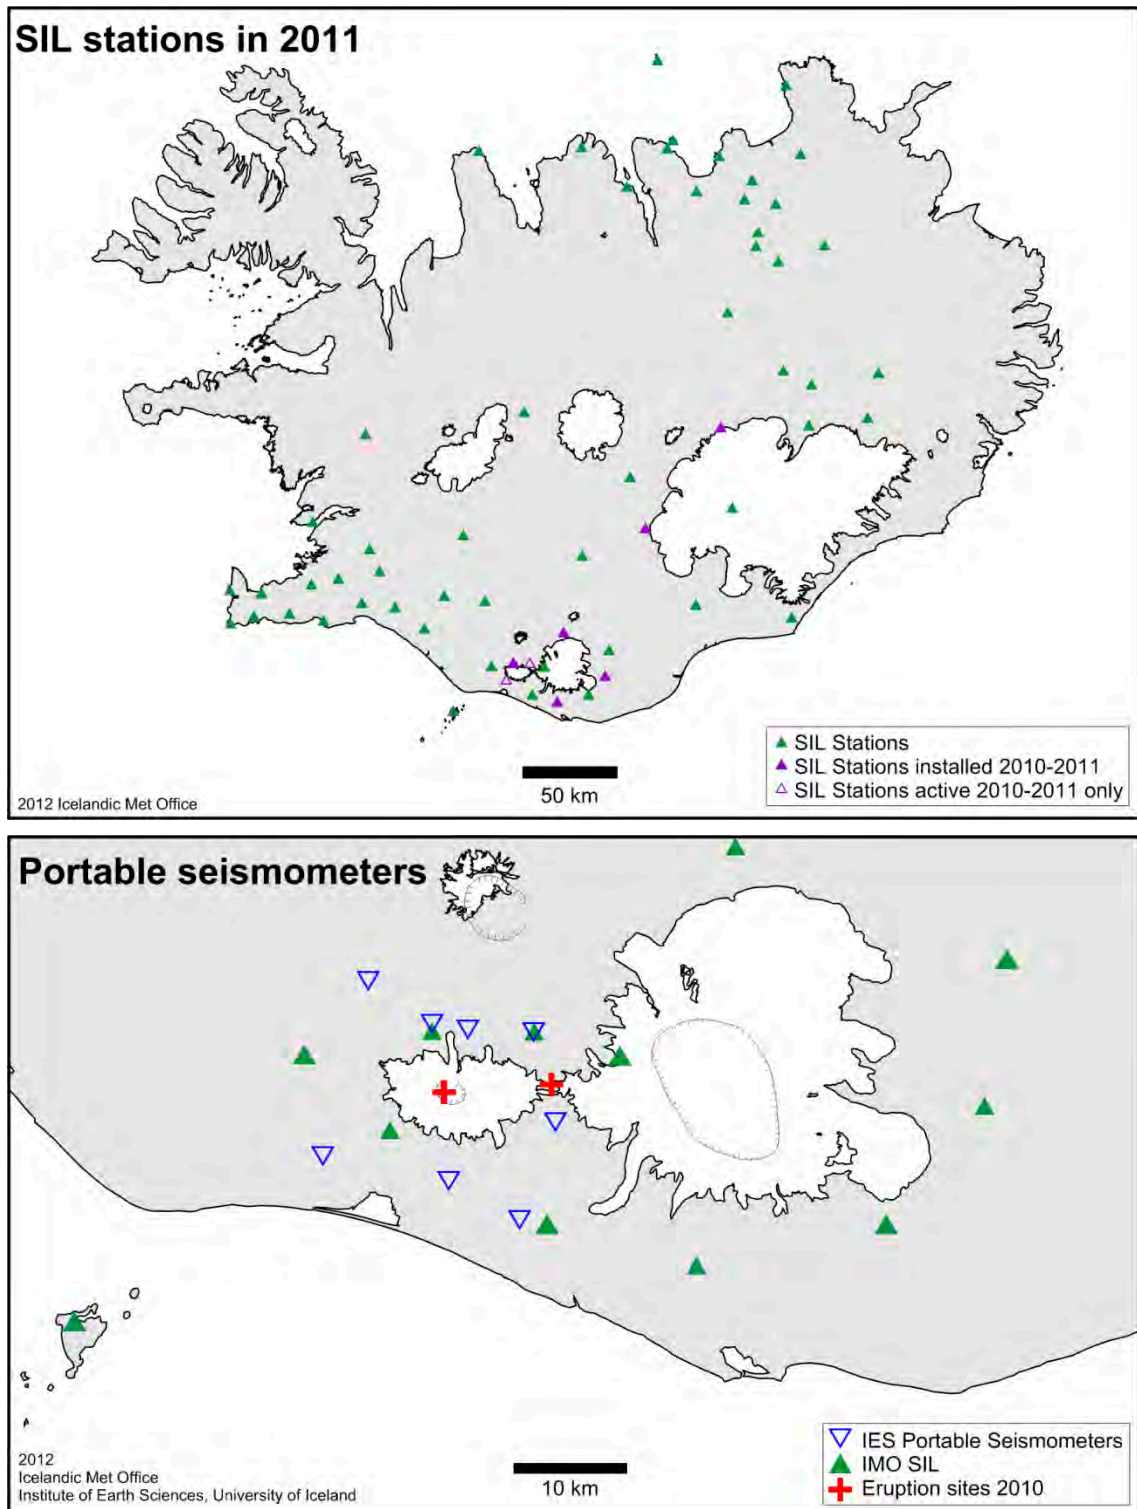 SIL stations in 2011
SIL Stations
SIL Stations installed 2010-2011
SIL Stations active 2010-2011 only
50 km
2012 Icelandic Met Office
Portable seismometers
IES Portable Seismometers
IMO SIL
Eruption sites 2010
10 km
2012
Icelandic Met Office
Institute of Earth Sciences, University of Iceland